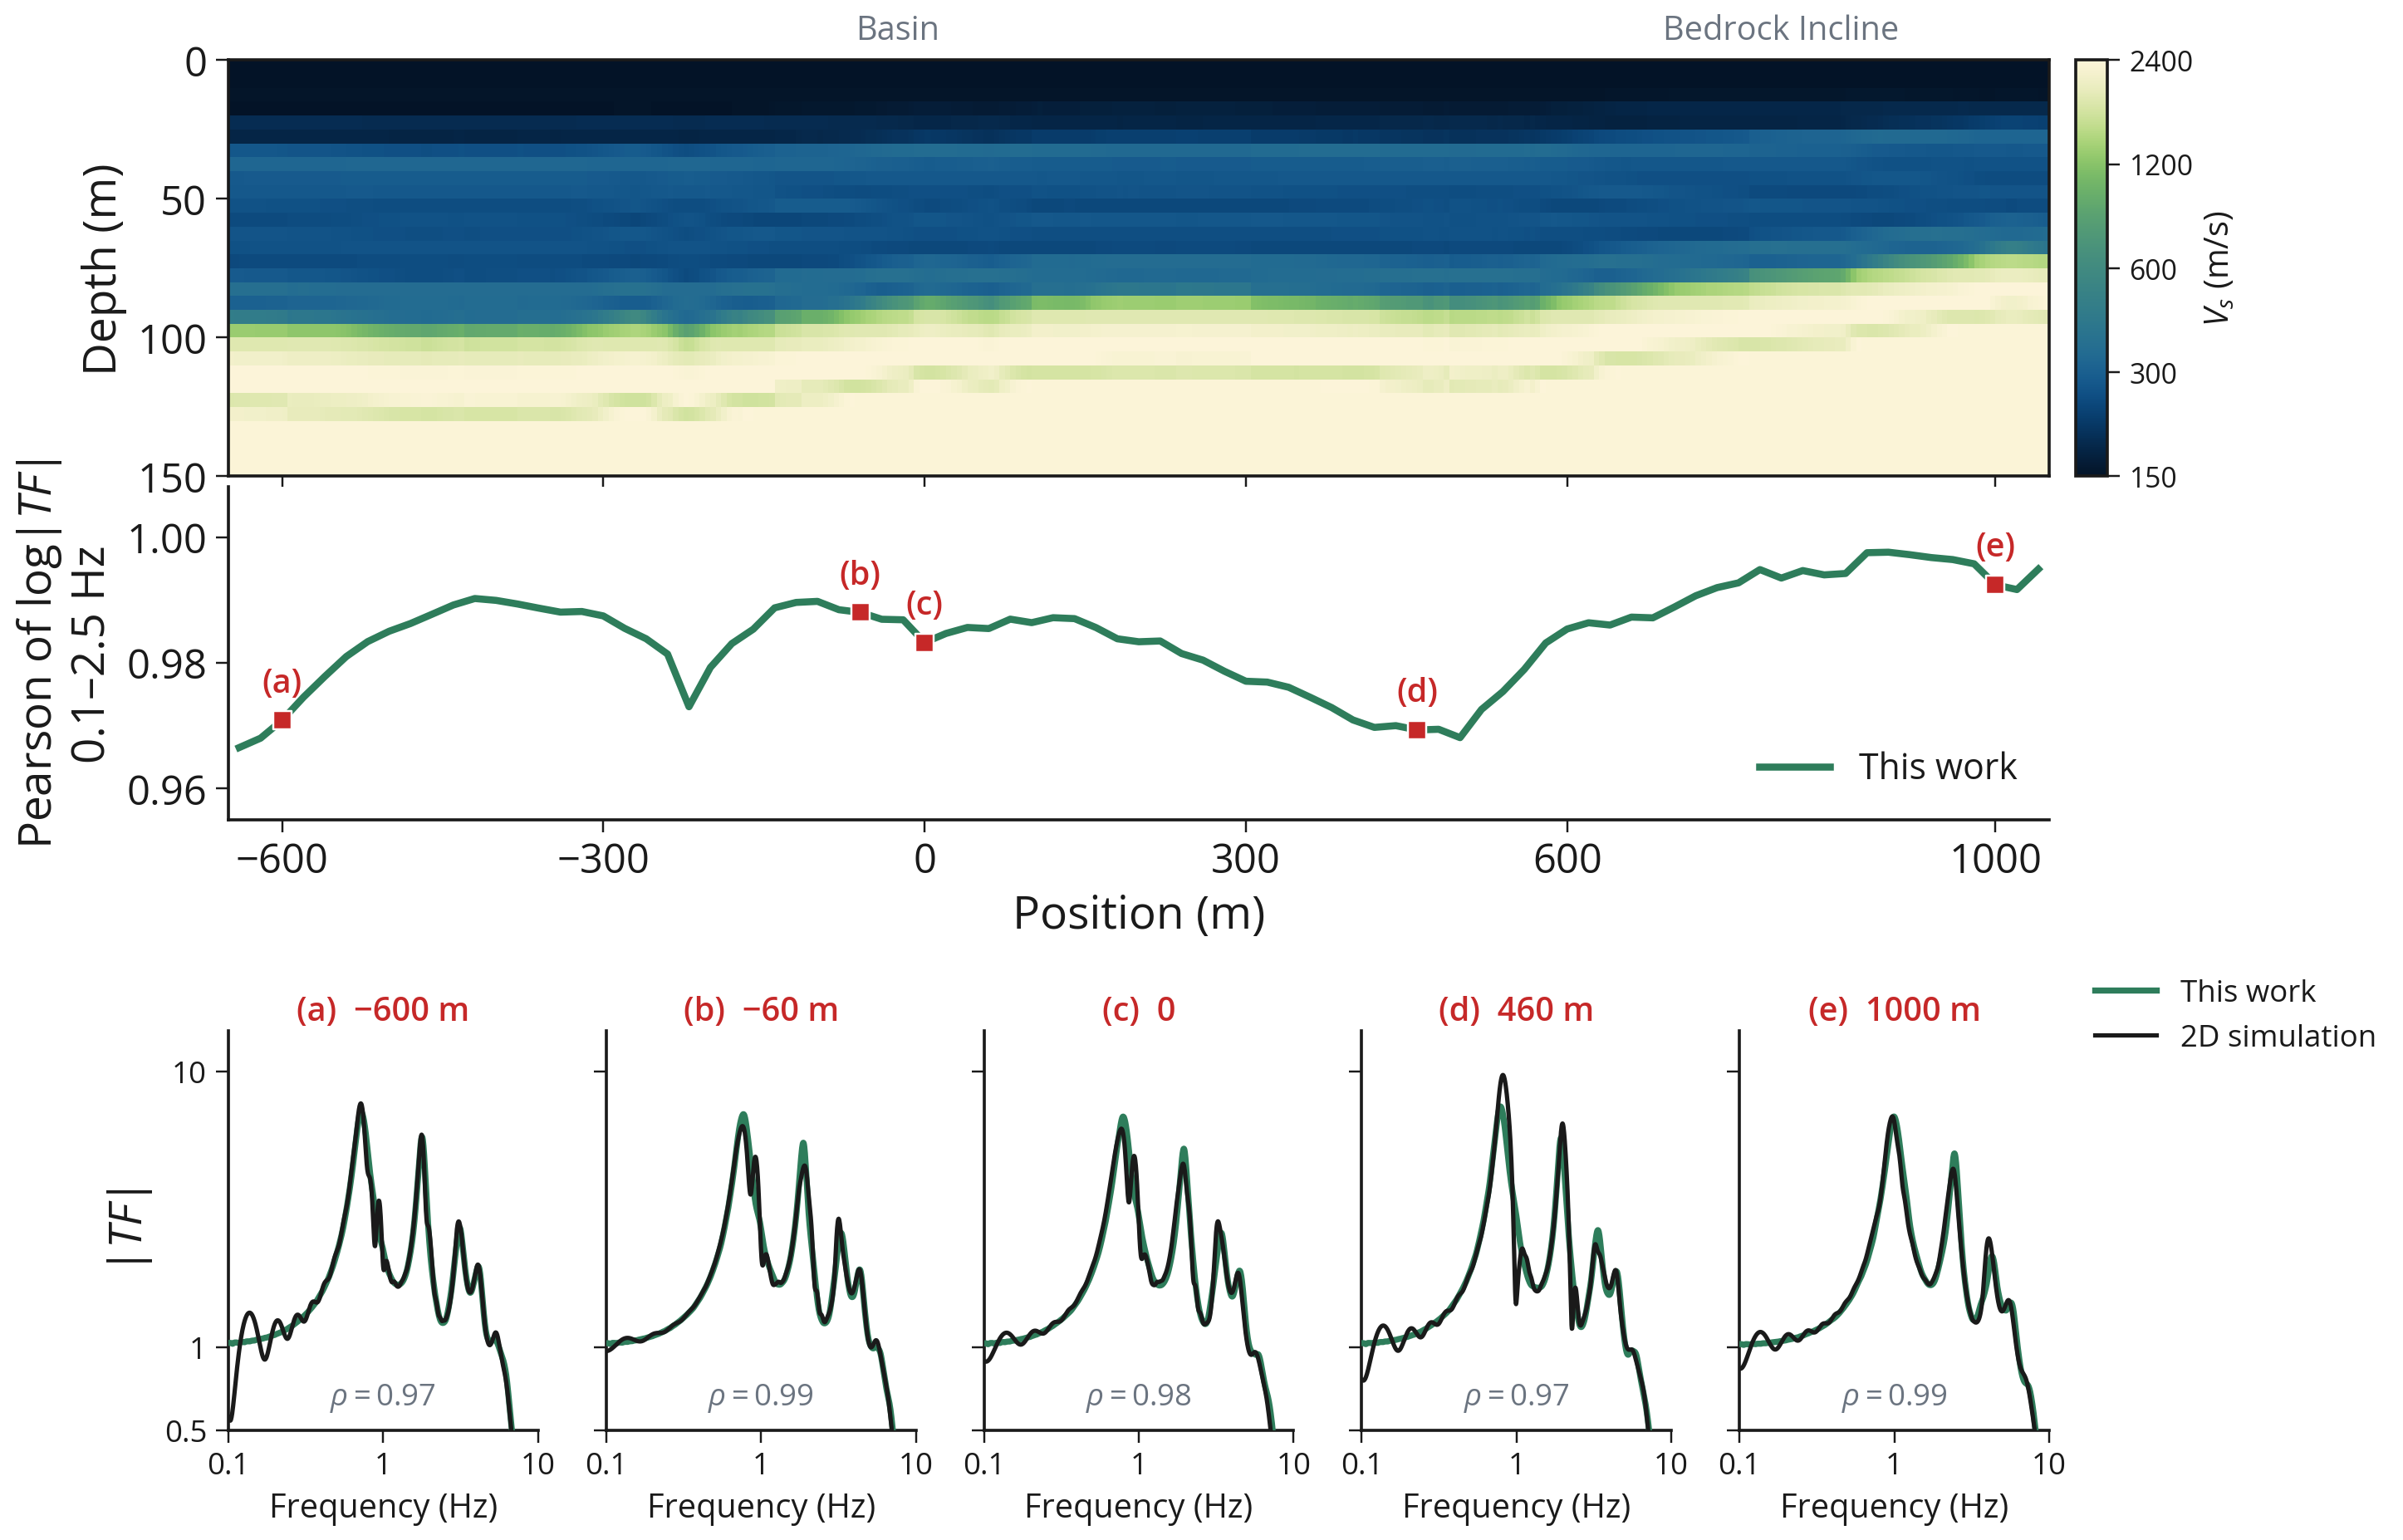 Basin
Bedrock Incline
0
50
100
150
Depth (m)
2400
1200
600
300
150
Vs (m/s)
Pearson of log|TF|
0.1–2.5 Hz
1.00
0.98
0.96
(a)
(b)
(c)
(d)
(e)
This work
−600
−300
0
300
600
1000
Position (m)
This work
2D simulation
(a) −600 m
(b) −60 m
(c) 0
(d) 460 m
(e) 1000 m
|TF|
10
1
0.5
ρ = 0.97
ρ = 0.99
ρ = 0.98
ρ = 0.97
ρ = 0.99
0.1
1
10
0.1
1
10
0.1
1
10
0.1
1
10
0.1
1
10
Frequency (Hz)
Frequency (Hz)
Frequency (Hz)
Frequency (Hz)
Frequency (Hz)